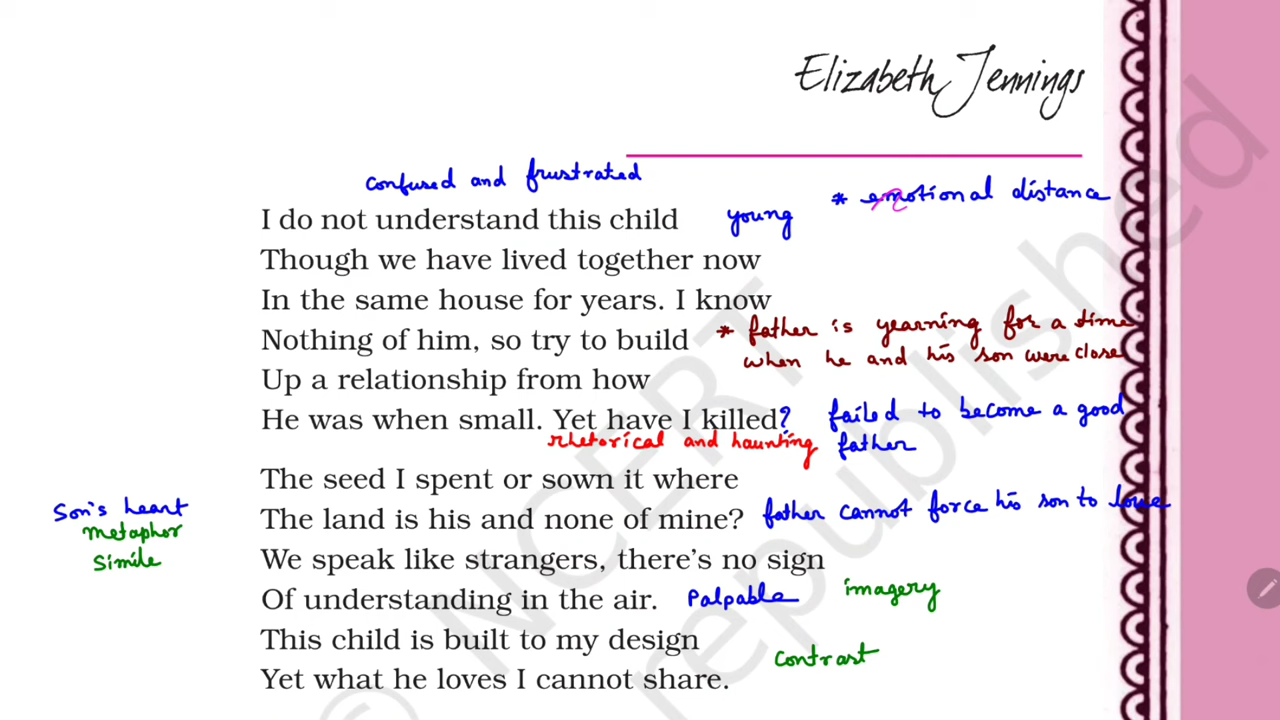 Elizabeth Jennings
confused and frustrated
* emotional distance
I do not understand this child young
Though we have lived together now
In the same house for years. I know
* father is yearning for a time
Nothing of him, so try to build
when he and his son were close
Up a relationship from how
He was when small. Yet have I killed? failed to become a good
rhetorical and haunting father
The seed I spent or sown it where
Son's heart
The land is his and none of mine? father cannot force his son to love
metaphor
We speak like strangers, there's no sign
Simile
Of understanding in the air. Palpable imagery
This child is built to my design
contrast
Yet what he loves I cannot share.
© NCERT
republished